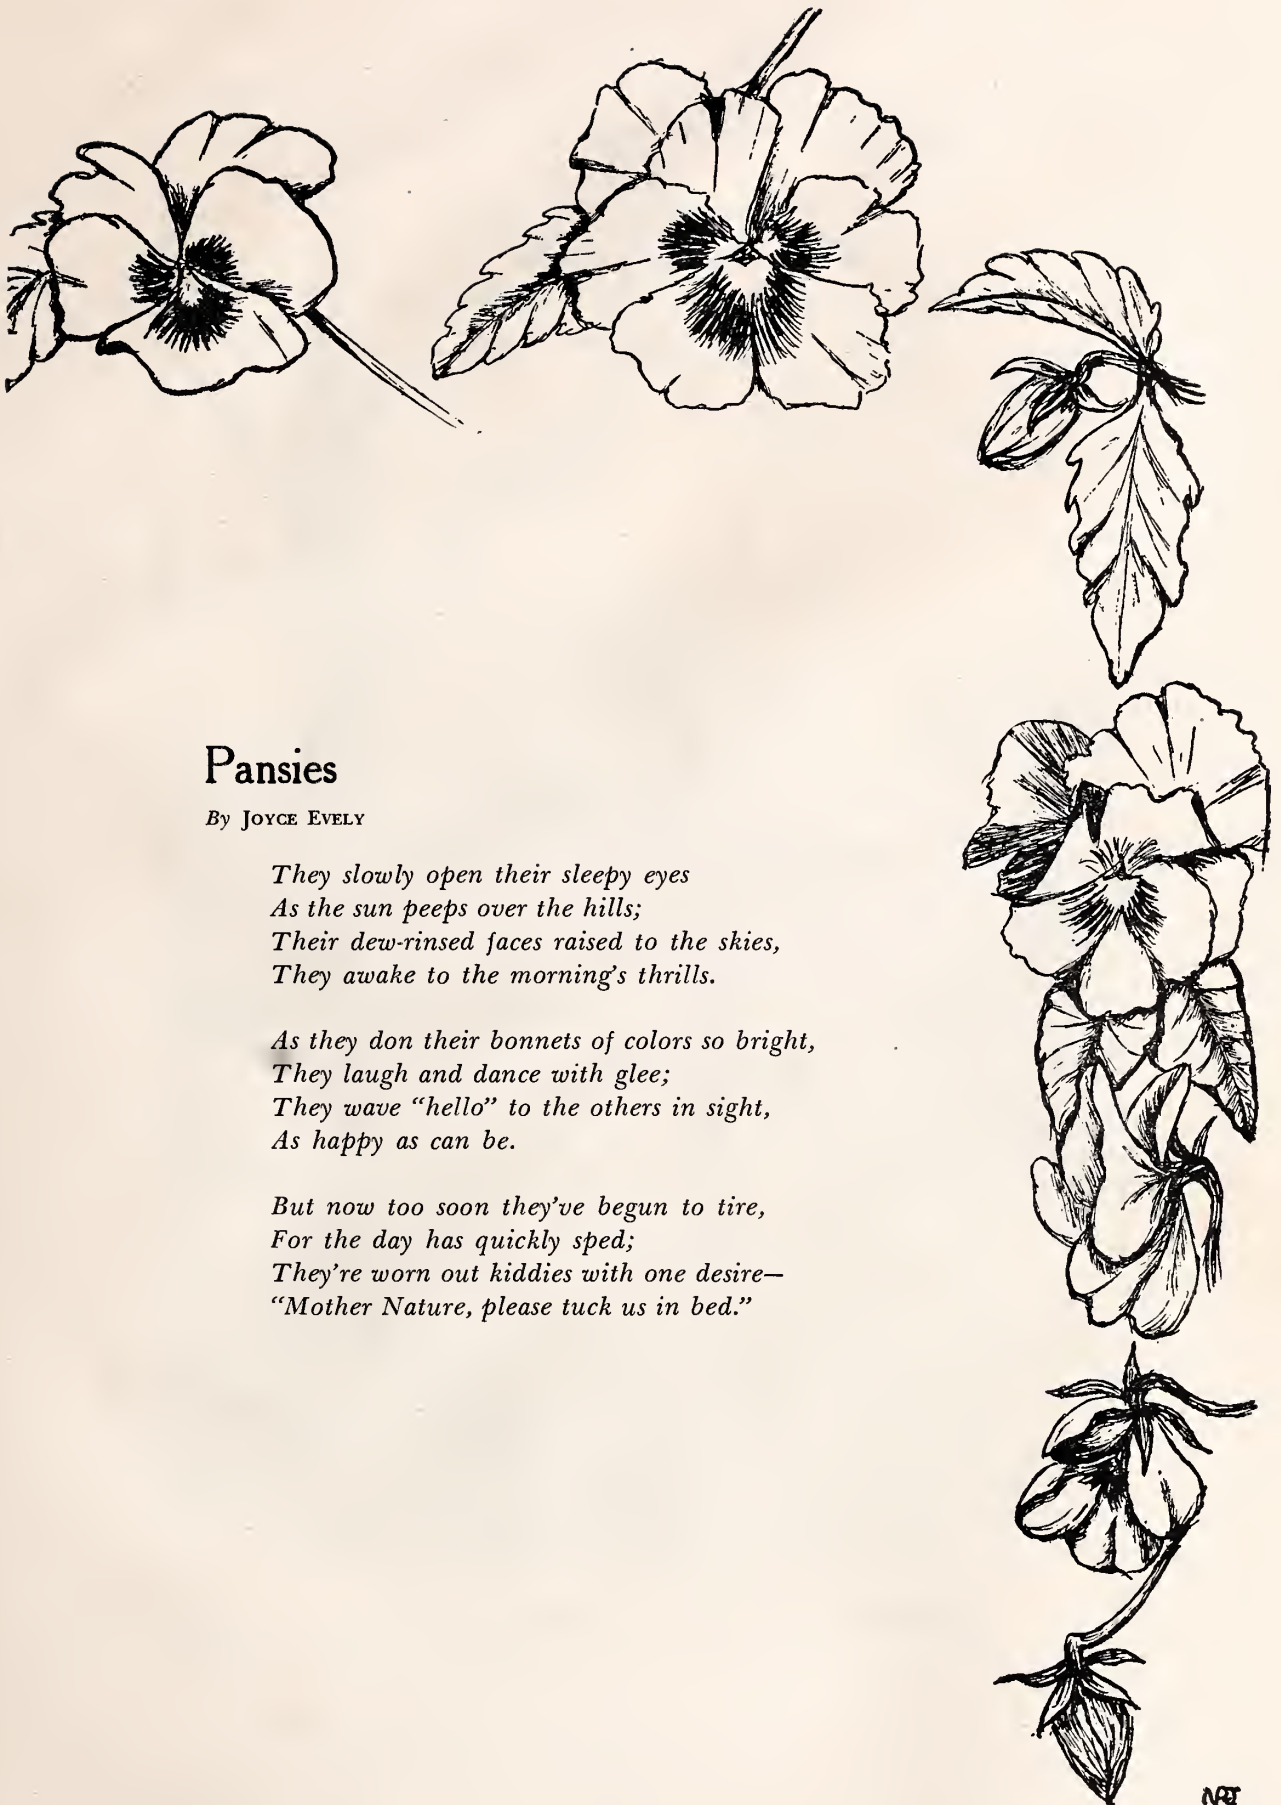 Pansies
By JOYCE EVELY
They slowly open their sleepy eyes
As the sun peeps over the hills;
Their dew-rinsed faces raised to the skies,
They awake to the morning's thrills.
As they don their bonnets of colors so bright,
They laugh and dance with glee;
They wave “hello” to the others in sight,
As happy as can be.
But now too soon they've begun to tire,
For the day has quickly sped;
They're worn out kiddies with one desire—
“Mother Nature, please tuck us in bed.”